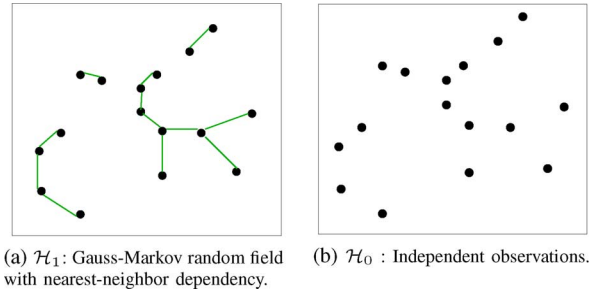 (a) ℋ₁: Gauss-Markov random field
with nearest-neighbor dependency.
(b) ℋ₀ : Independent observations.